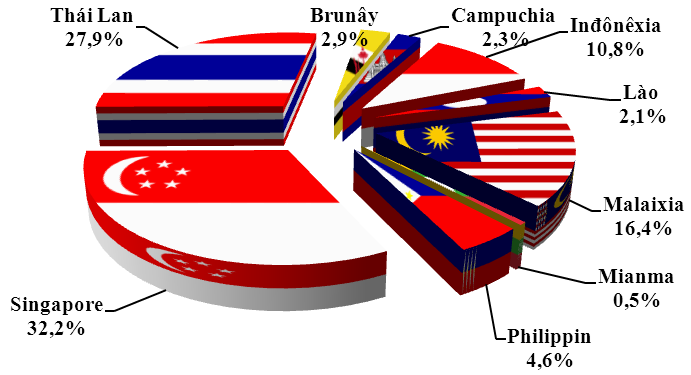 Thái Lan
27,9%
Brunây
2,9%
Campuchia
2,3%
Inđônêxia
10,8%
Lào
2,1%
Malaixia
16,4%
Mianma
0,5%
Philippin
4,6%
Singapore
32,2%